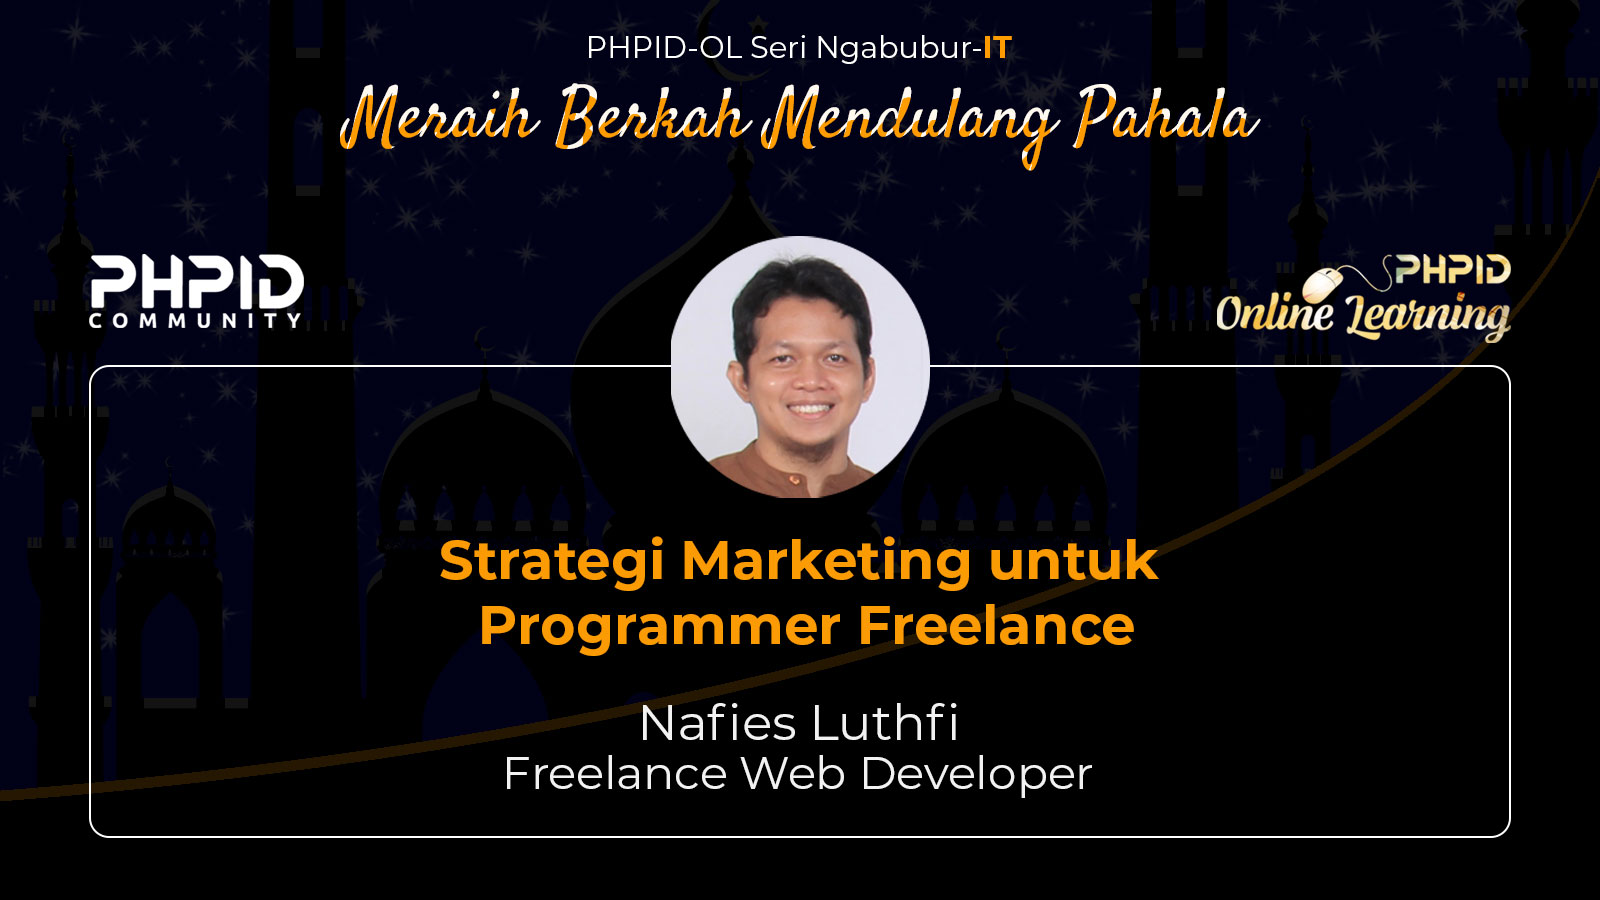 PHPID-OL Seri Ngabubur-IT
Meraih Berkah Mendulang Pahala
PHPID
COMMUNITY
PHPID
Online Learning
Strategi Marketing untuk
Programmer Freelance
Nafies Luthfi
Freelance Web Developer